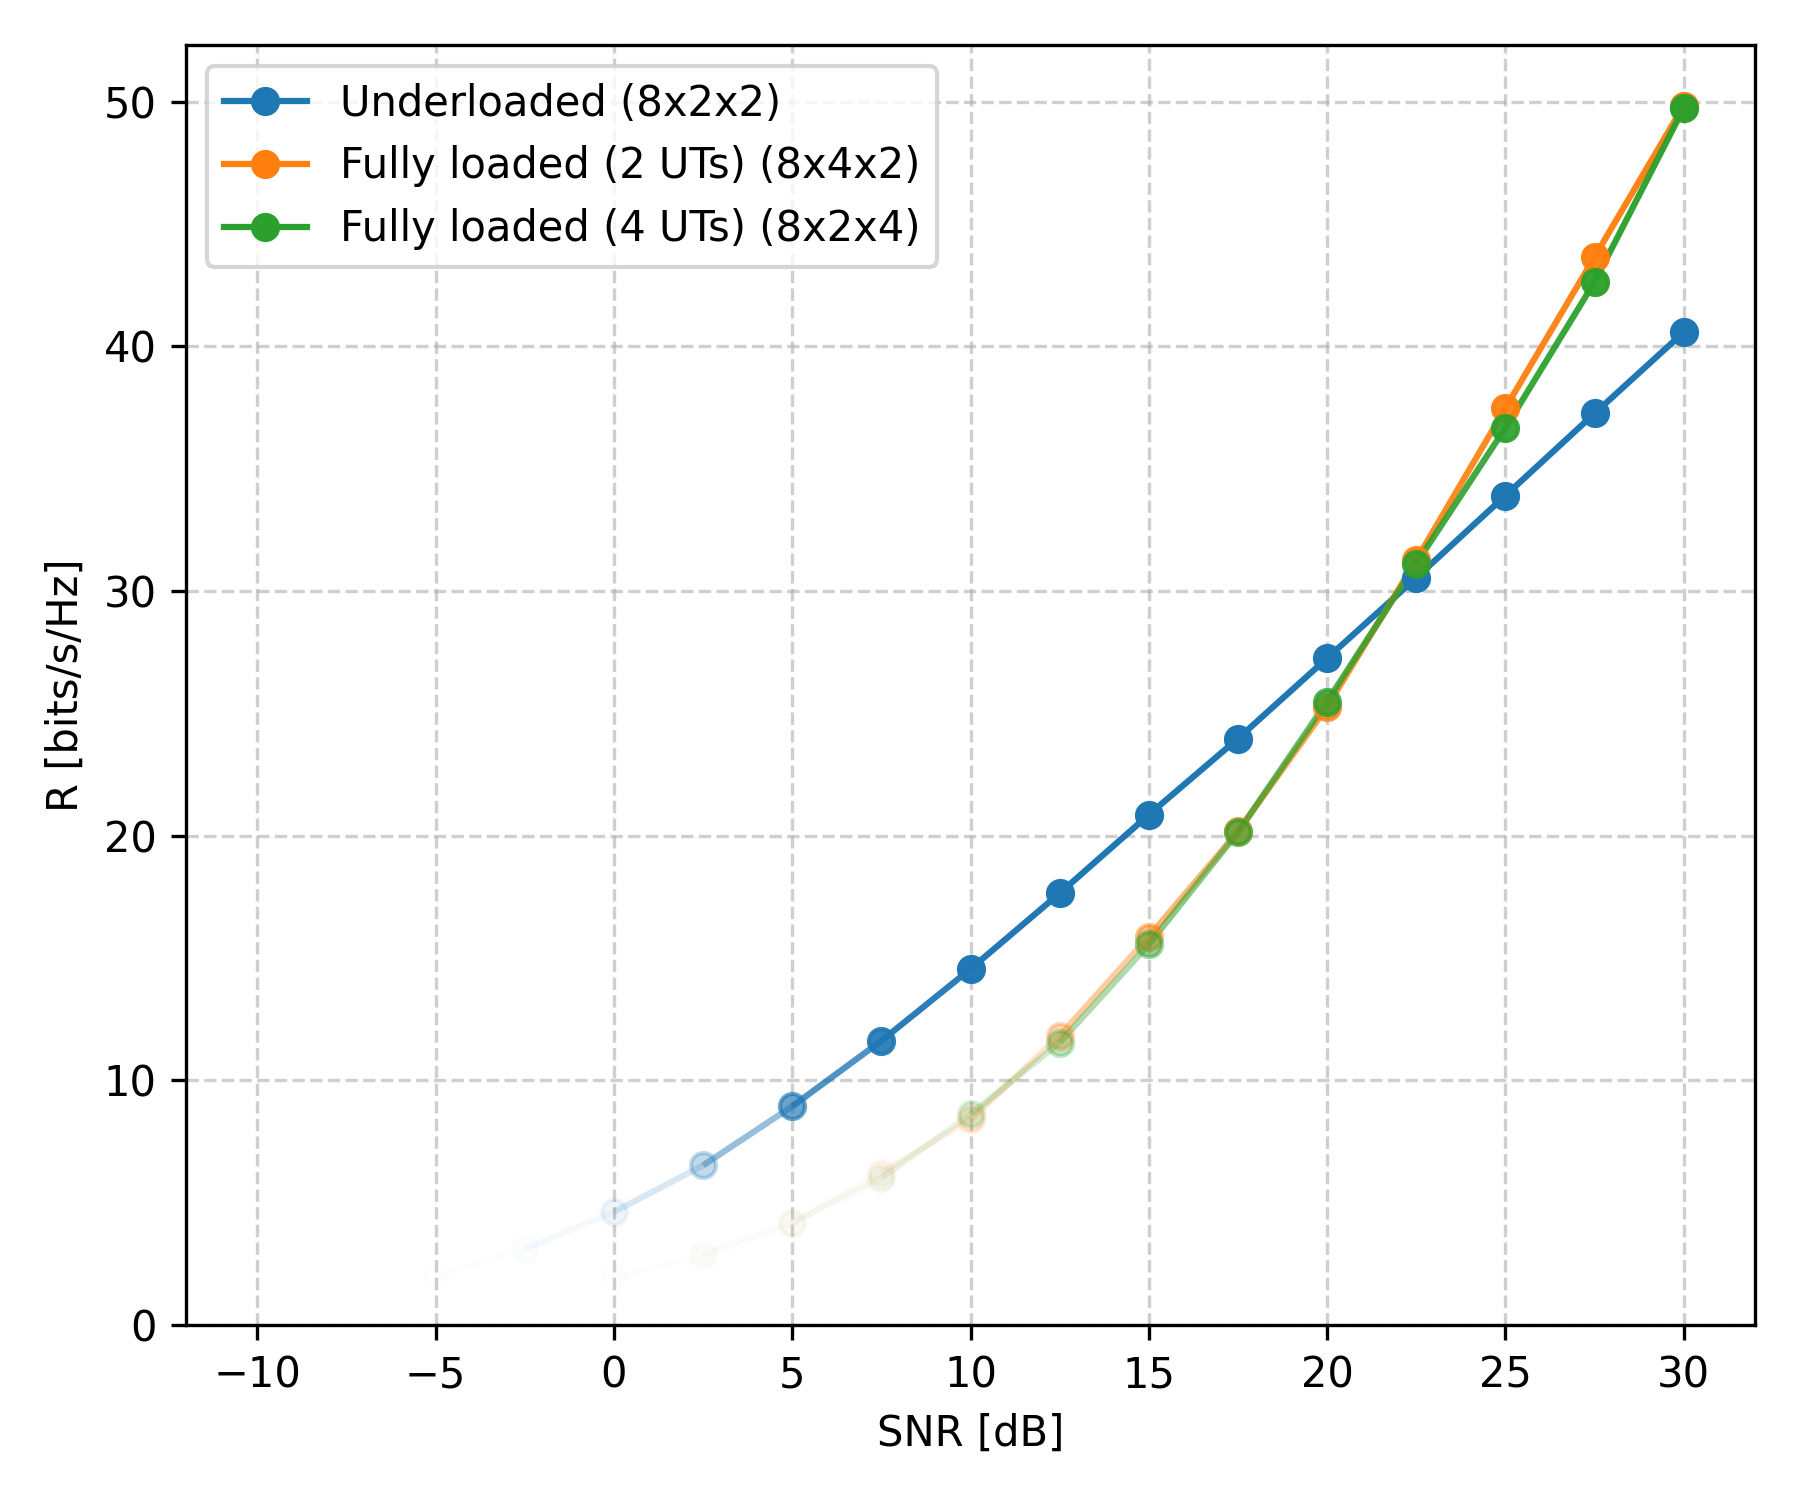 Underloaded (8x2x2)
Fully loaded (2 UTs) (8x4x2)
Fully loaded (4 UTs) (8x2x4)
50
40
30
20
10
0
R [bits/s/Hz]
−10 −5 0 5 10 15 20 25 30
SNR [dB]